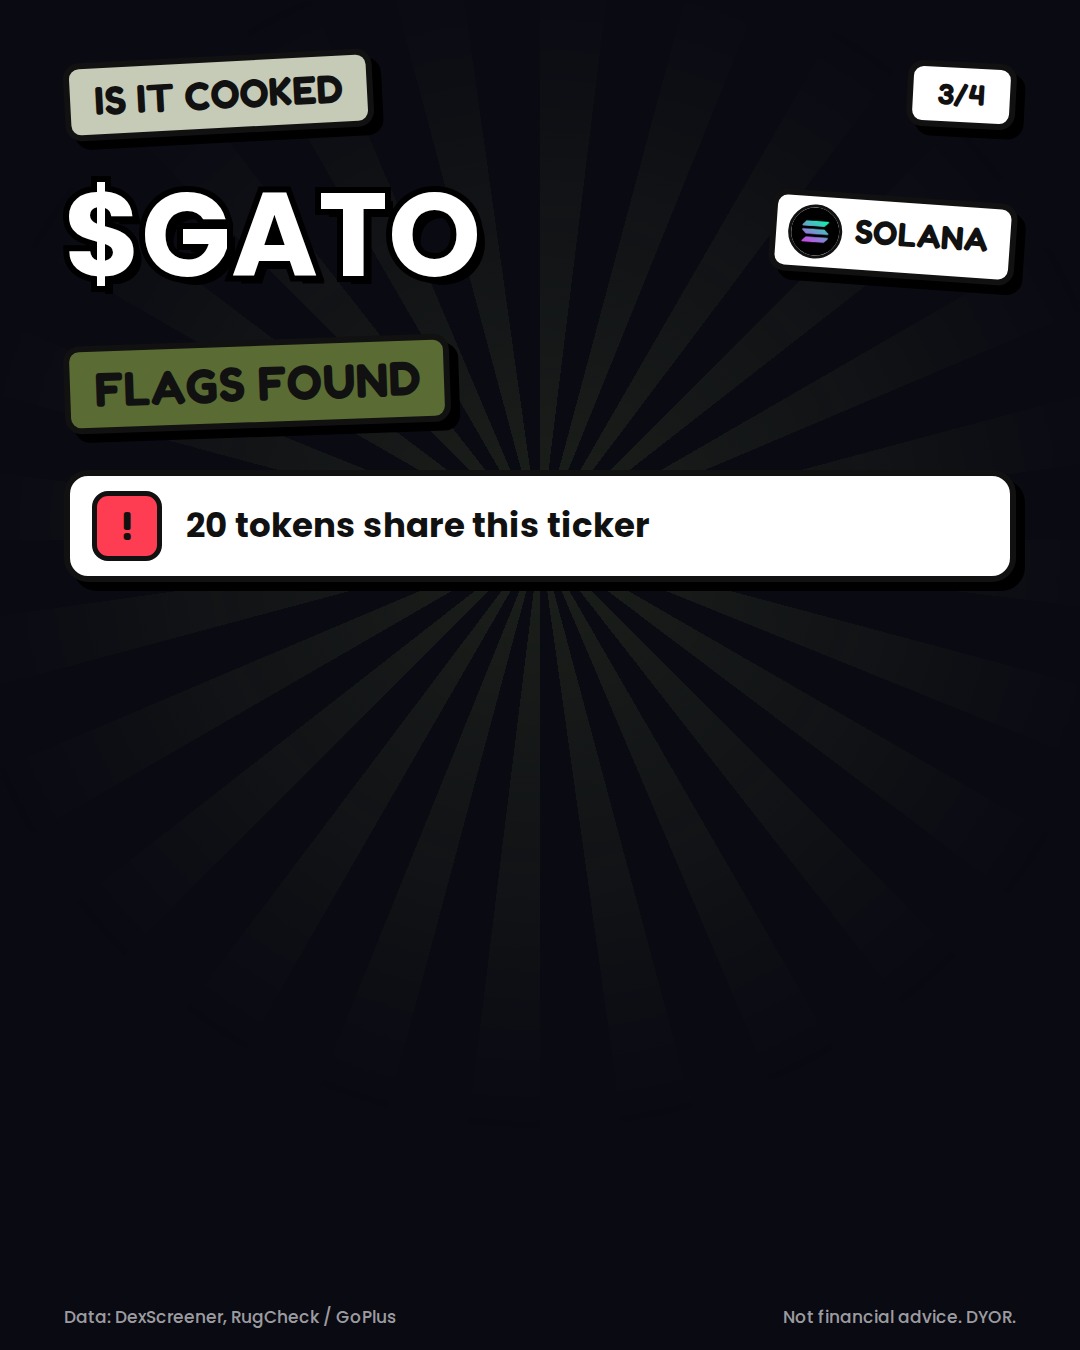 IS IT COOKED
3/4
$GATO
SOLANA
FLAGS FOUND
! 20 tokens share this ticker
Data: DexScreener, RugCheck / GoPlus
Not financial advice. DYOR.